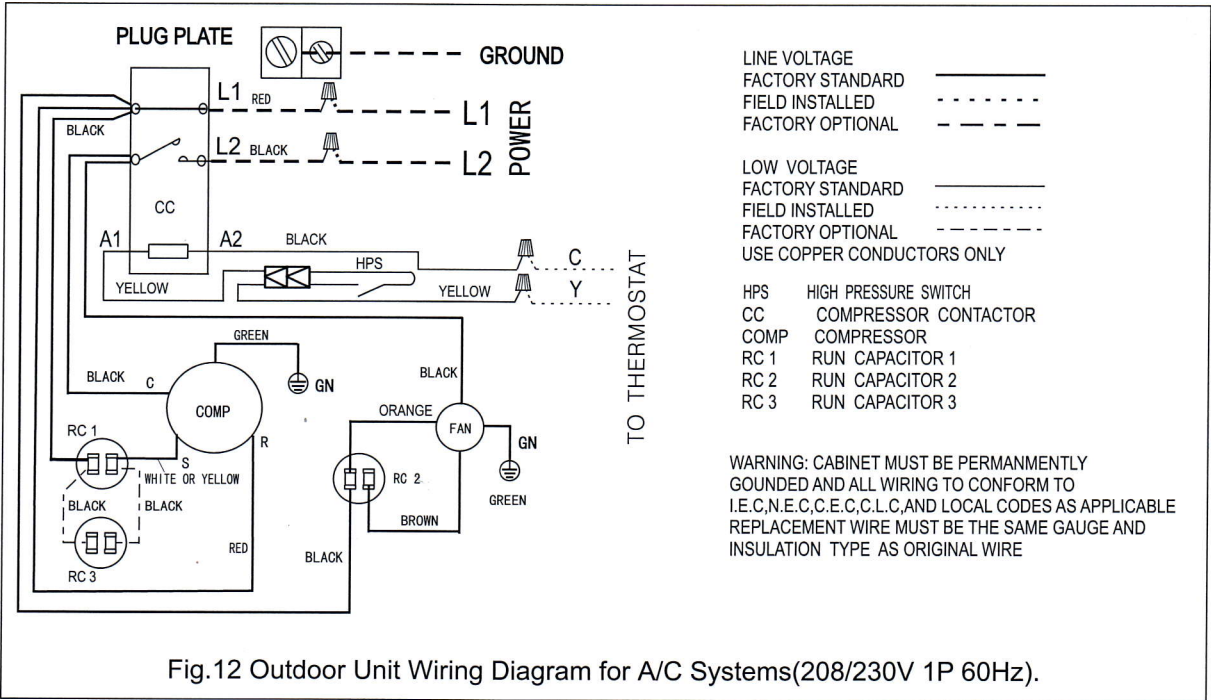 PLUG PLATE
GROUND
L1 RED
L1
BLACK
L2 BLACK
L2
POWER
CC
A1
A2
BLACK
C
HPS
YELLOW
YELLOW
Y
TO THERMOSTAT
GREEN
GN
BLACK C
COMP
R
BLACK
ORANGE
FAN
GN
GREEN
RC 1
S
WHITE OR YELLOW
RC 2
BLACK
BLACK
BROWN
RED
BLACK
RC 3
LINE VOLTAGE
FACTORY STANDARD
FIELD INSTALLED
FACTORY OPTIONAL
LOW VOLTAGE
FACTORY STANDARD
FIELD INSTALLED
FACTORY OPTIONAL
USE COPPER CONDUCTORS ONLY
HPS HIGH PRESSURE SWITCH
CC COMPRESSOR CONTACTOR
COMP COMPRESSOR
RC 1 RUN CAPACITOR 1
RC 2 RUN CAPACITOR 2
RC 3 RUN CAPACITOR 3
WARNING: CABINET MUST BE PERMANMENTLY
GOUNDED AND ALL WIRING TO CONFORM TO
I.E.C,N.E.C,C.E.C,C.L.C,AND LOCAL CODES AS APPLICABLE
REPLACEMENT WIRE MUST BE THE SAME GAUGE AND
INSULATION TYPE AS ORIGINAL WIRE
Fig.12 Outdoor Unit Wiring Diagram for A/C Systems(208/230V 1P 60Hz).